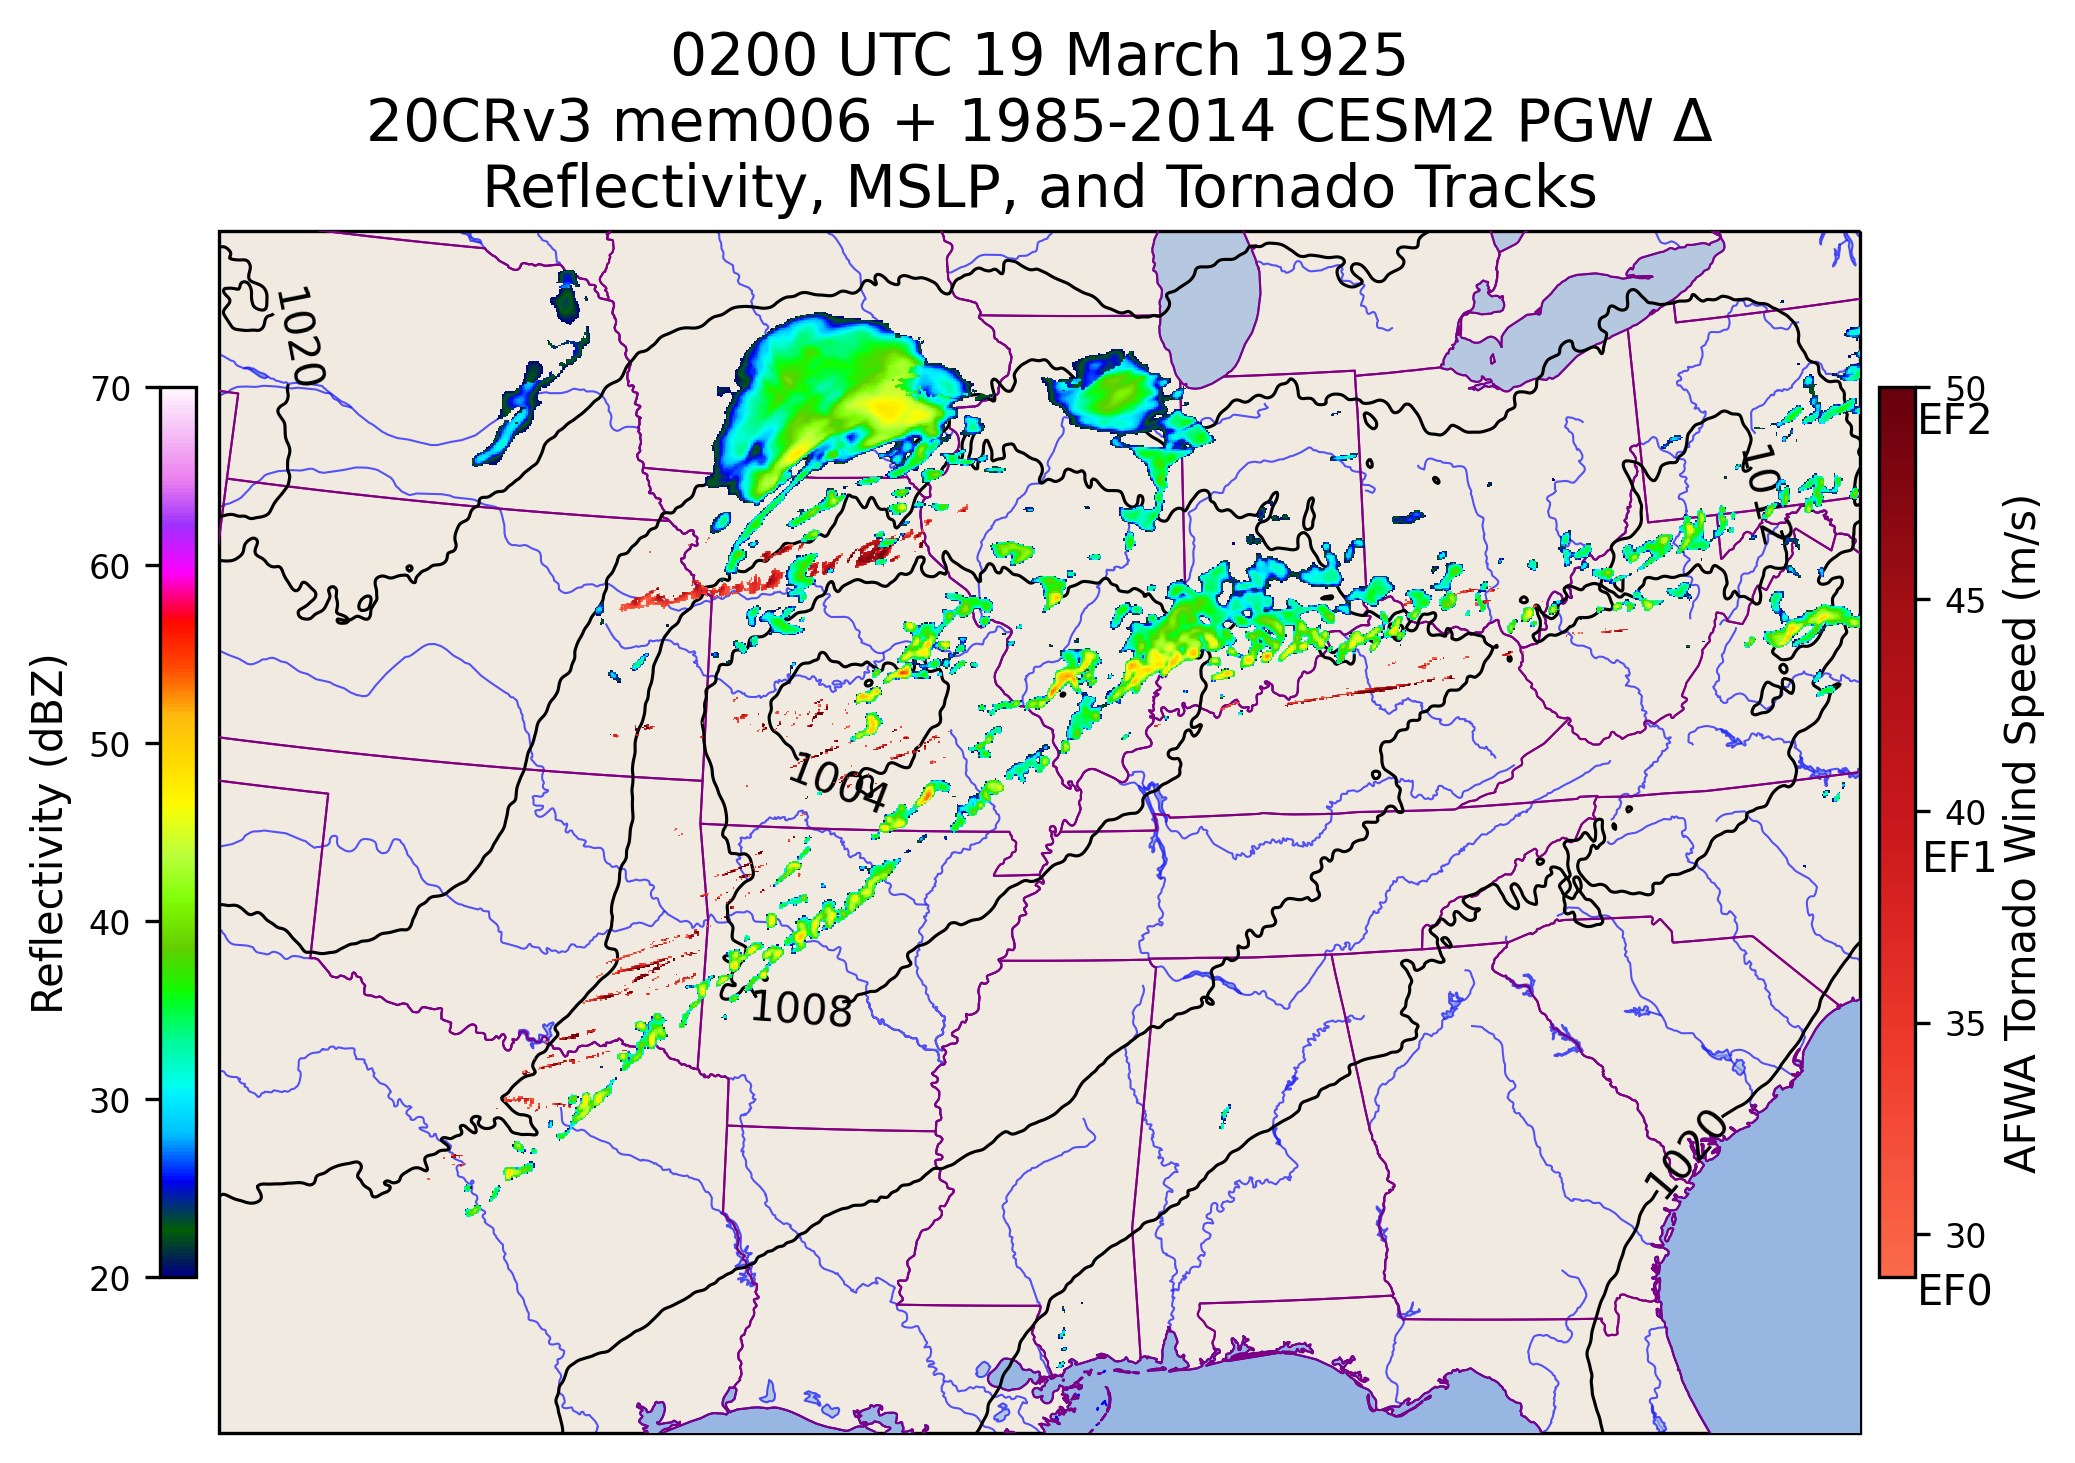 0200 UTC 19 March 1925
20CRv3 mem006 + 1985-2014 CESM2 PGW Δ
Reflectivity, MSLP, and Tornado Tracks
Reflectivity (dBZ)
70
60
50
40
30
20
1020
1012
1004
1008
1020
50
EF2
45
40
EF1
35
30
EF0
AFWA Tornado Wind Speed (m/s)